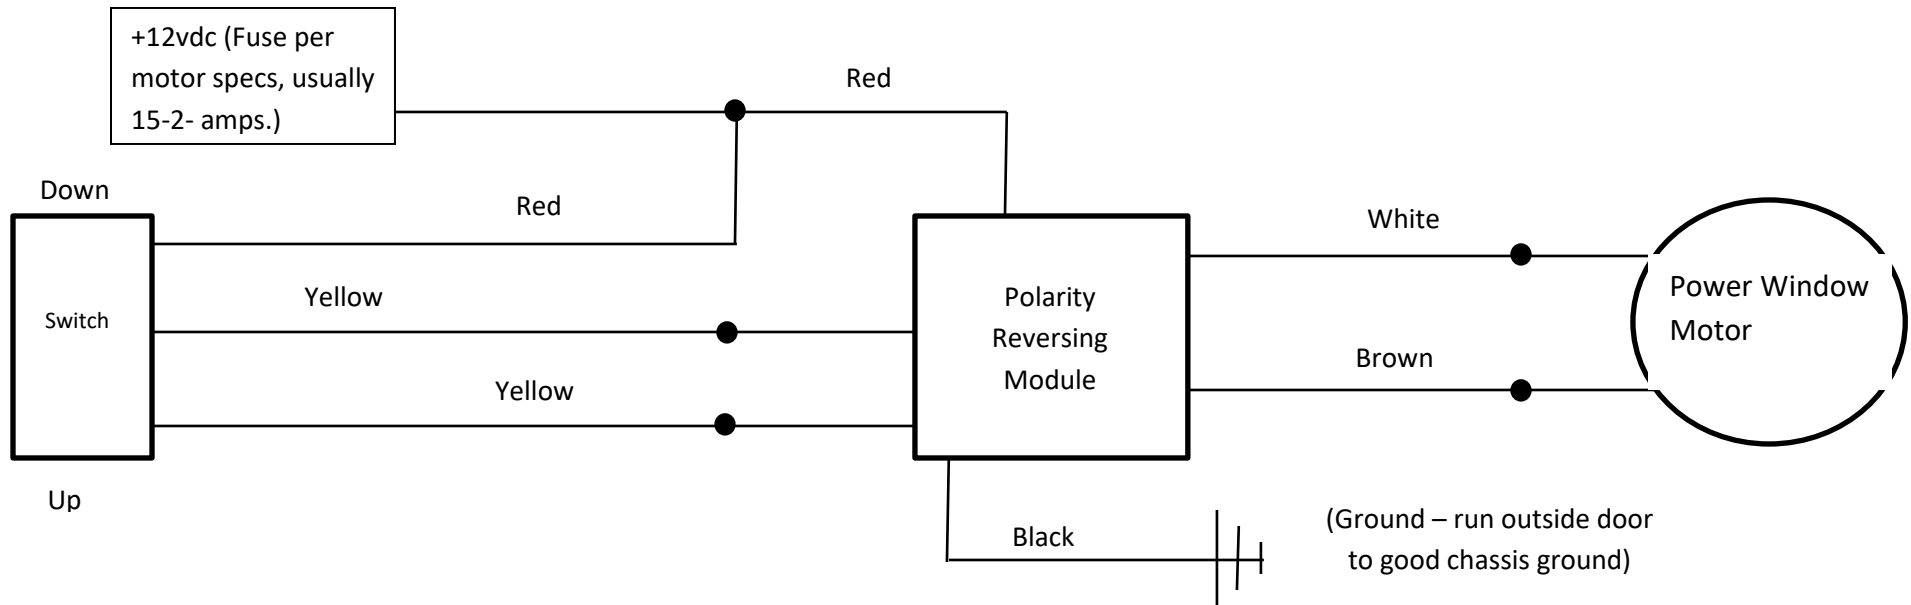 +12vdc (Fuse per
motor specs, usually
15-2- amps.)
Red
Down
Red
White
Yellow
Switch
Polarity
Reversing
Module
Power Window
Motor
Brown
Yellow
Up
Black
(Ground – run outside door
to good chassis ground)